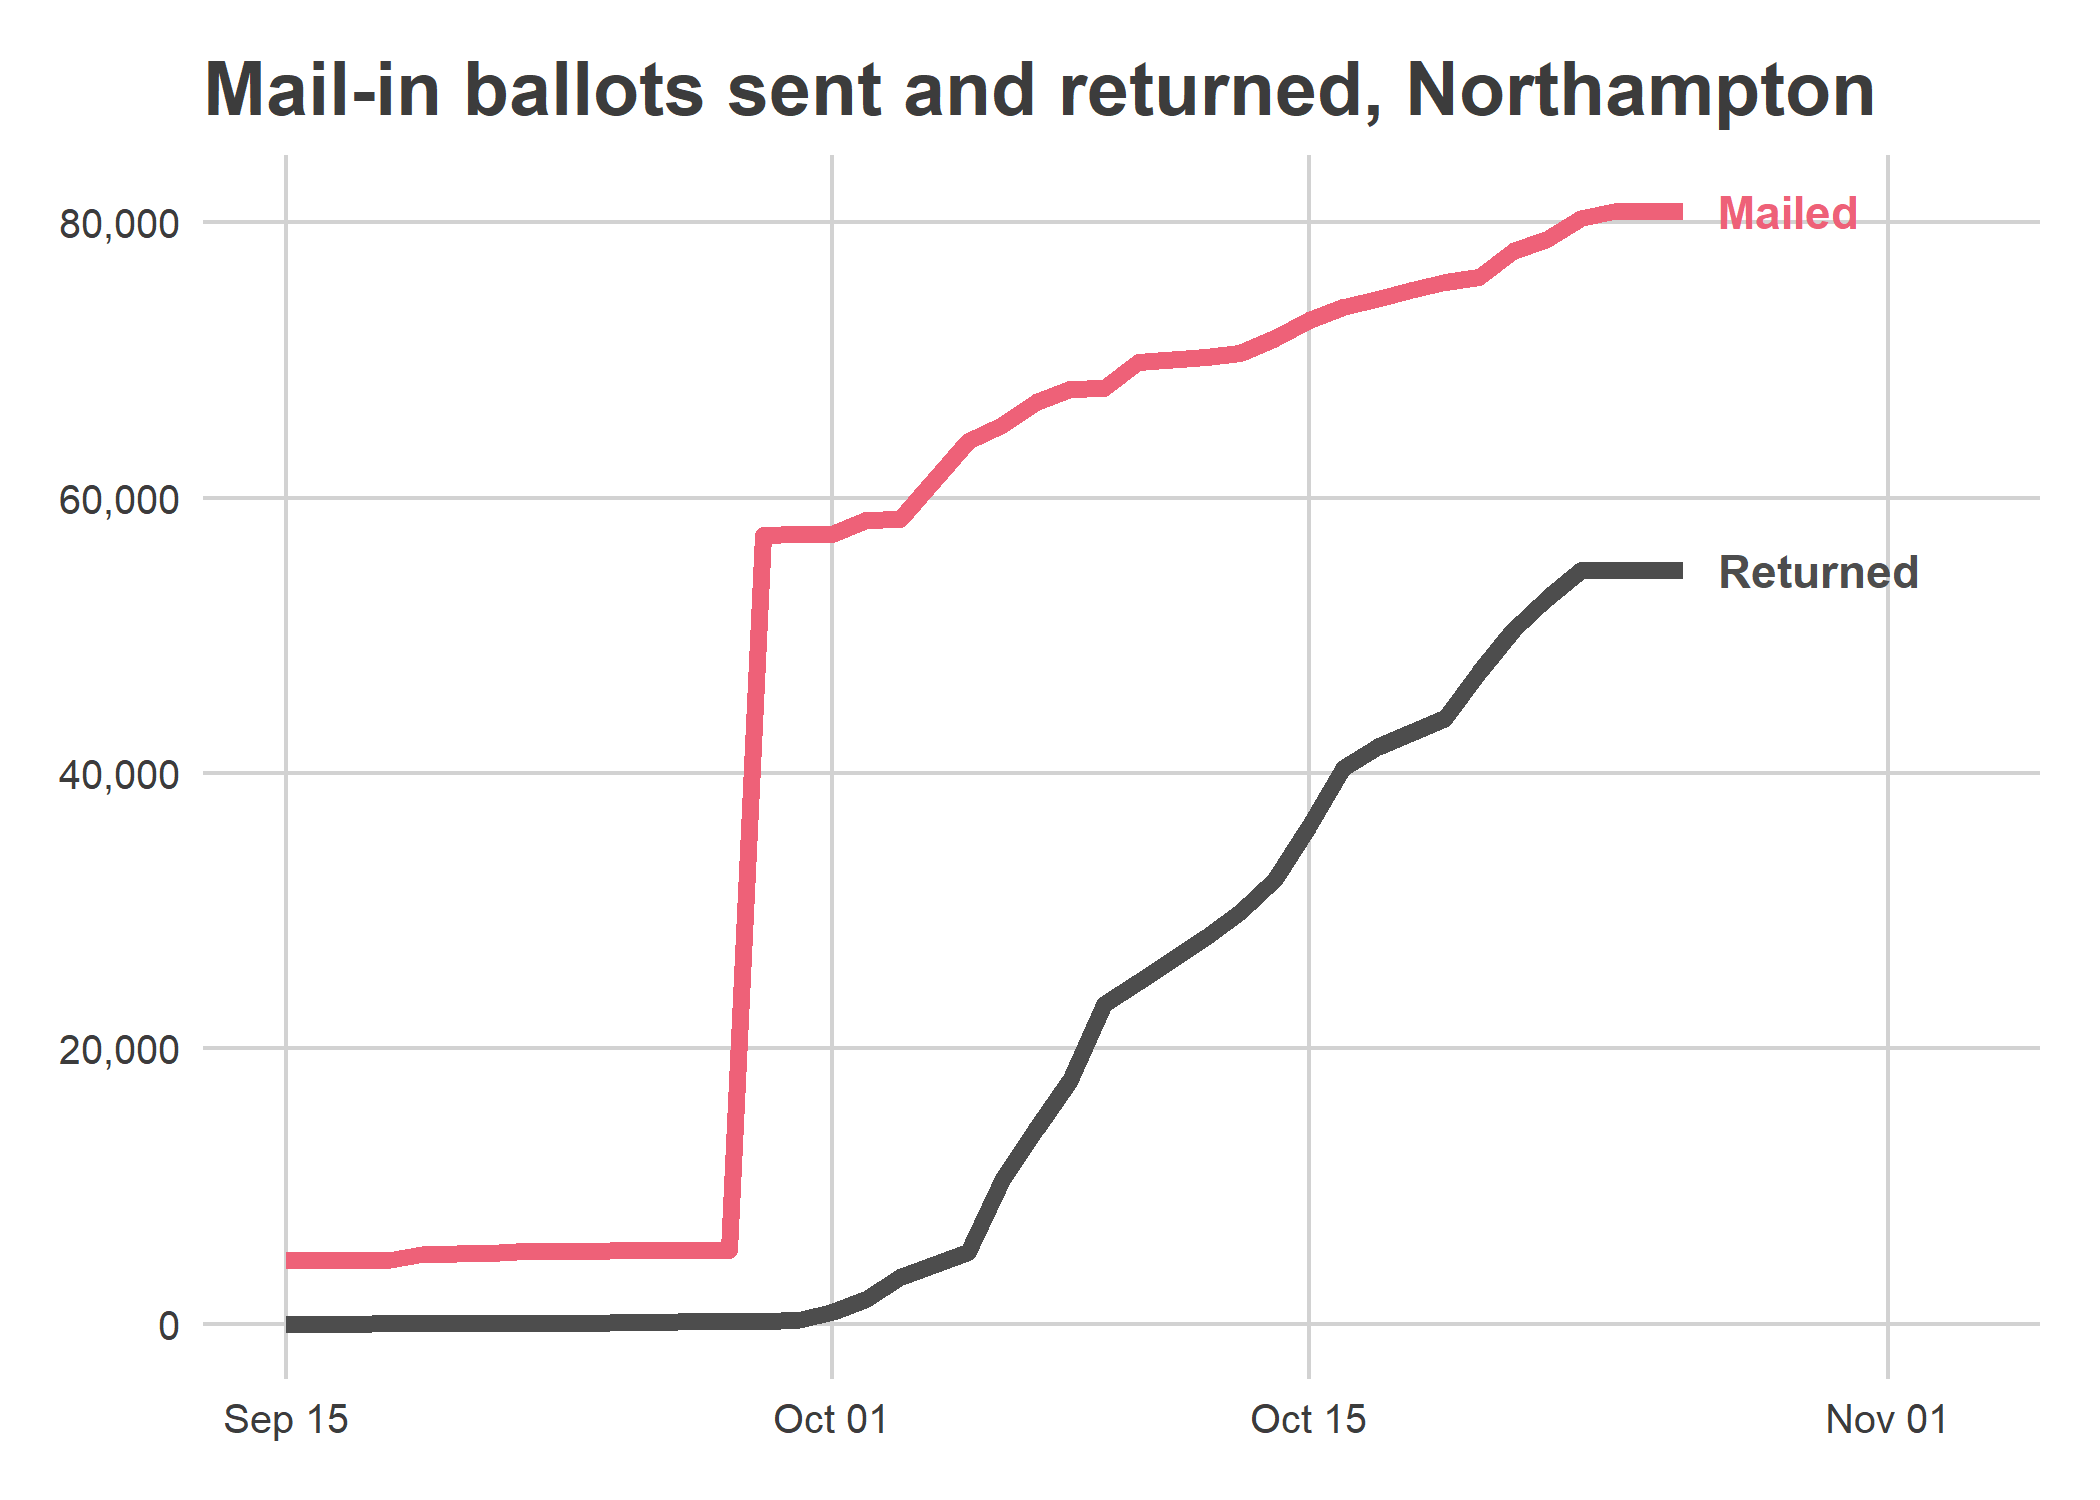 Mail-in ballots sent and returned, Northampton
80,000
Mailed
60,000
Returned
40,000
20,000
0
Sep 15
Oct 01
Oct 15
Nov 01